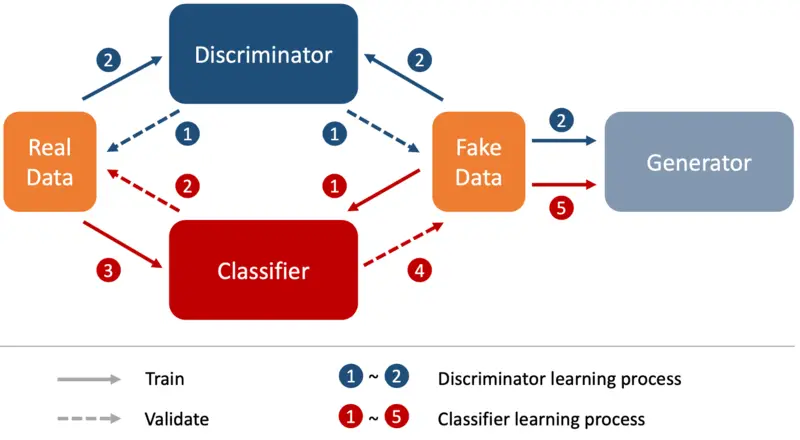 2
Discriminator
2
1
1
2
Real
Data
Fake
Data
Generator
2
1
5
3
Classifier
4
Train
1 ~ 2 Discriminator learning process
Validate
1 ~ 5 Classifier learning process